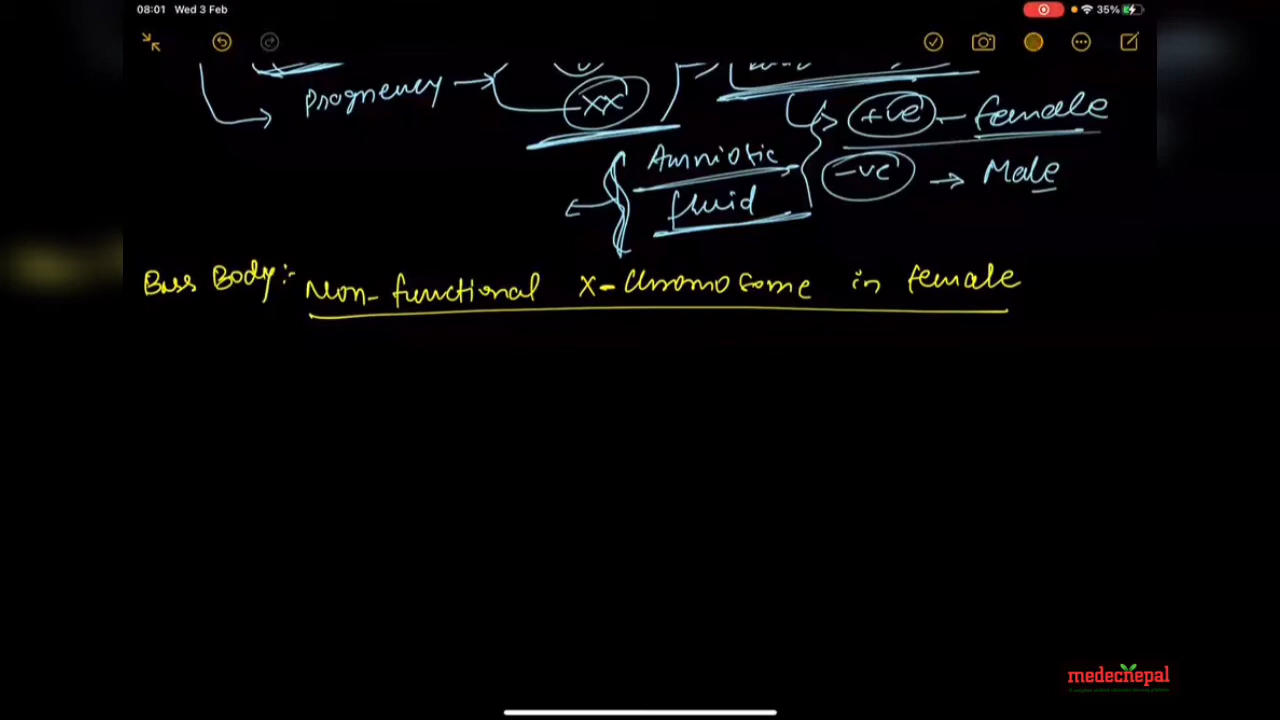 08:01 Wed 3 Feb
35%
Pregnency → XX
+ve – female
Amniotic
fluid
-ve → Male
Barr Body:- Non-functional X-Chromosome in female
medecnepal